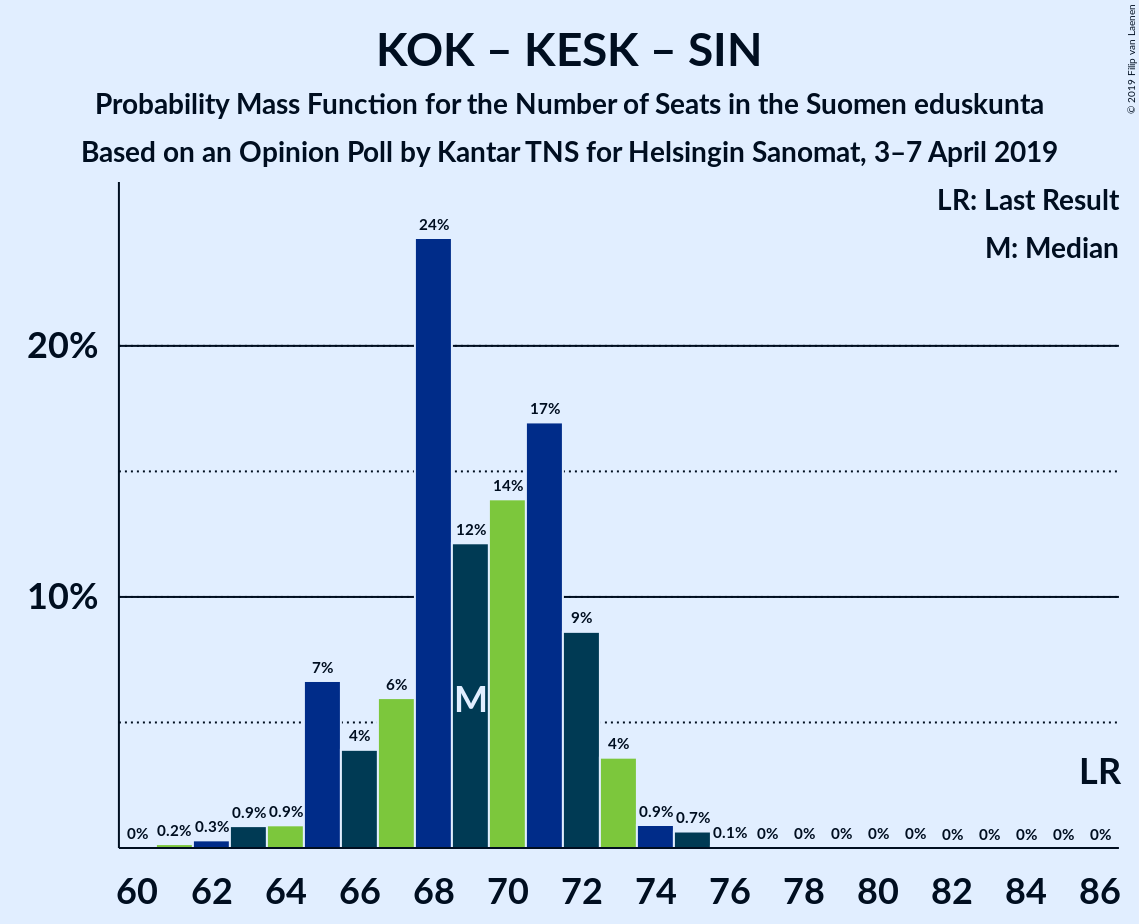 KOK – KESK – SIN
Probability Mass Function for the Number of Seats in the Suomen eduskunta
Based on an Opinion Poll by Kantar TNS for Helsingin Sanomat, 3–7 April 2019
© 2019 Filip van Laenen
LR: Last Result
M: Median
24%
20%
17%
14%
12%
10%
9%
7%
6%
M
4%
4%
LR
0% 0.2% 0.3% 0.9% 0.9% 0.9% 0.7% 0.1% 0% 0% 0% 0% 0% 0% 0% 0% 0% 0%
60 62 64 66 68 70 72 74 76 78 80 82 84 86